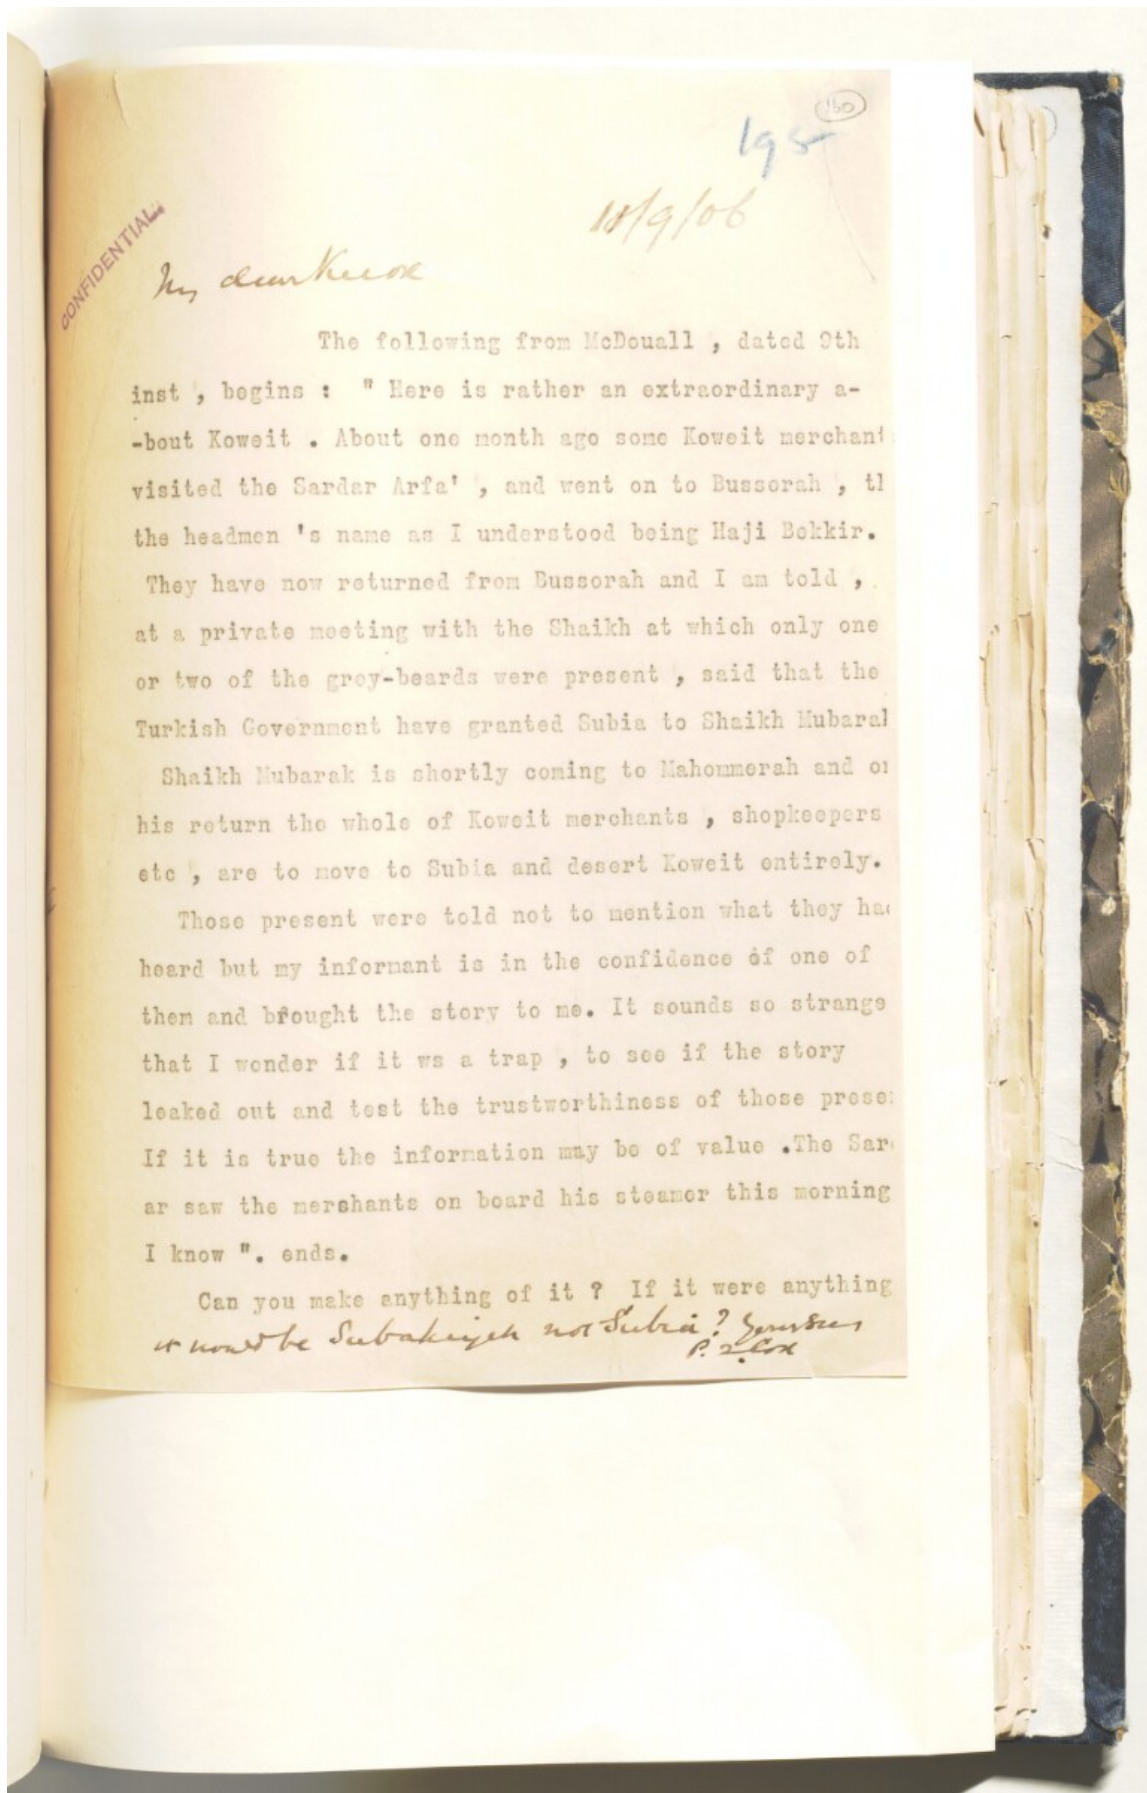 150
195
CONFIDENTIAL.
/9/06
My dear Knox
The following from McDouall , dated 9th
inst , begins : " Here is rather an extraordinary a-
-bout Koweit . About one month ago some Koweit merchant
visited the Sardar Arfa' , and went on to Bussorah , tl
the headmen 's name as I understood being Haji Bekkir.
They have now returned from Bussorah and I am told ,
at a private meeting with the Shaikh at which only one
or two of the grey-beards were present , said that the
Turkish Government have granted Subia to Shaikh Mubarak
Shaikh Mubarak is shortly coming to Mahommerah and on
his return the whole of Koweit merchants , shopkeepers
etc , are to move to Subia and desert Koweit entirely.
Those present were told not to mention what they had
heard but my informant is in the confidence of one of
them and brought the story to me. It sounds so strange
that I wonder if it ws a trap , to see if the story
leaked out and test the trustworthiness of those prese
If it is true the information may be of value .The Sar
ar saw the mershants on board his steamer this morning
I know ". ends.
Can you make anything of it ? If it were anything
it would be Subakiyeh not Subia? Yours
P. Z. Cox